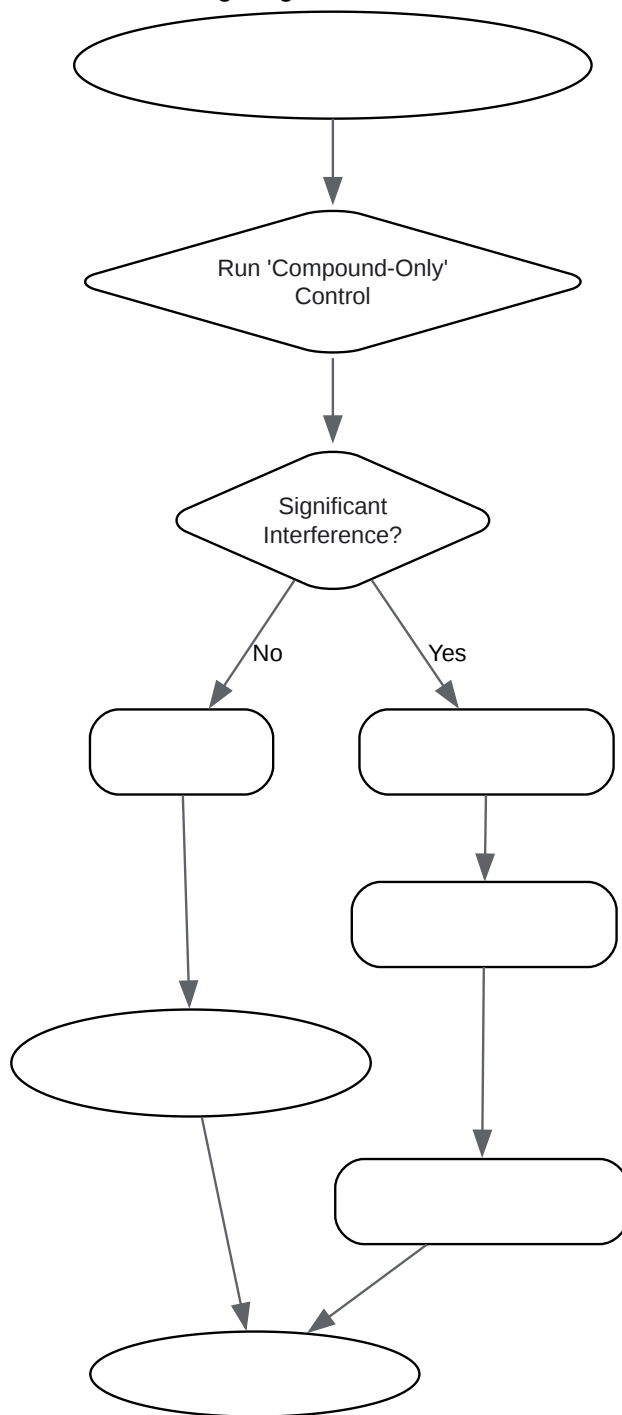 Run 'Compound-Only'
Control
Significant
Interference?
No
Yes